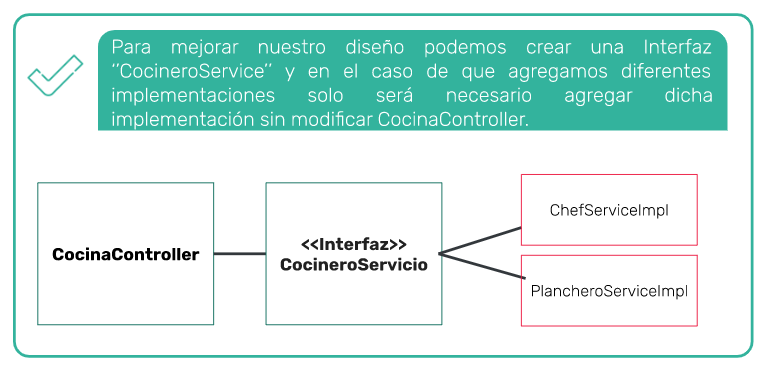 Para mejorar nuestro diseño podemos crear una Interfaz
‘’CocineroService’’ y en el caso de que agregamos diferentes
implementaciones solo será necesario agregar dicha
implementación sin modificar CocinaController.
CocinaController
<<Interfaz>>
CocineroServicio
ChefServiceImpl
PlancheroServiceImpl